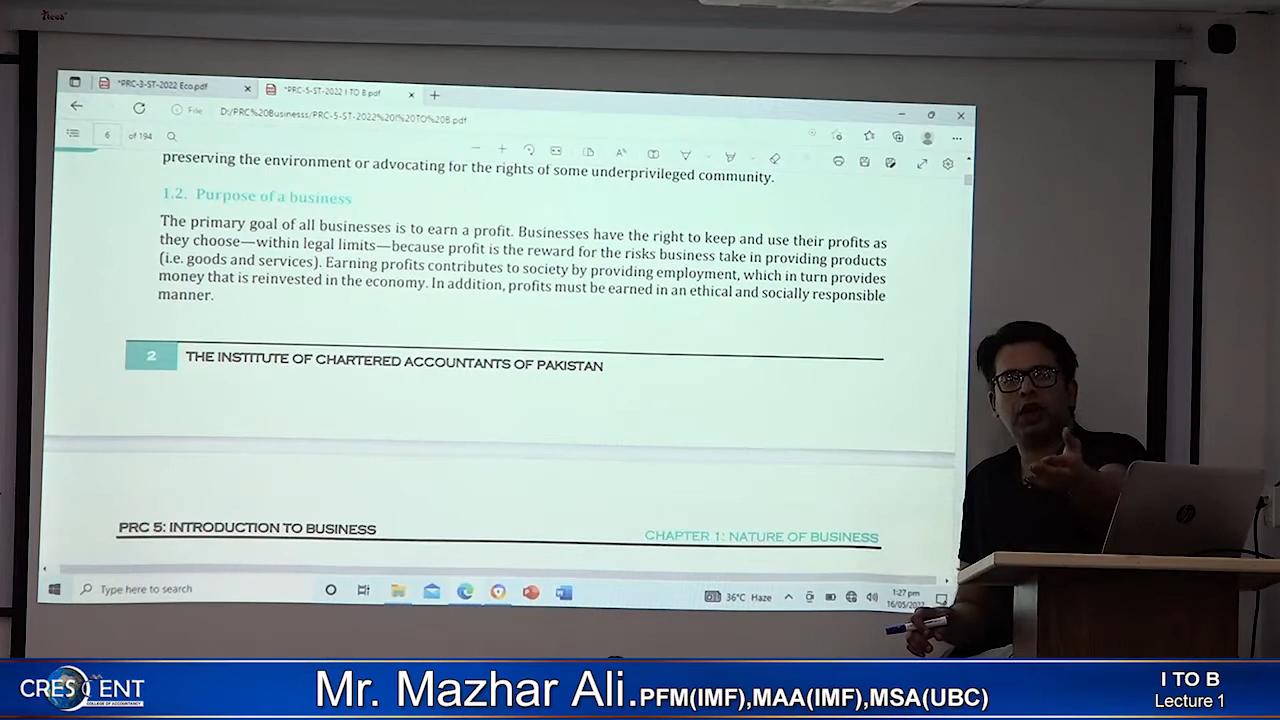 *PRC-3-ST-2022 Eco.pdf
*PRC-5-ST-2022 I TO B.pdf
File D:/PRC%20Businesss/PRC-5-ST-2022%20I%20TO%20B.pdf
6 of 194
preserving the environment or advocating for the rights of some underprivileged community.
1.2. Purpose of a business
The primary goal of all businesses is to earn a profit. Businesses have the right to keep and use their profits as
they choose—within legal limits—because profit is the reward for the risks business take in providing products
(i.e. goods and services). Earning profits contributes to society by providing employment, which in turn provides
money that is reinvested in the economy. In addition, profits must be earned in an ethical and socially responsible
manner.
2 THE INSTITUTE OF CHARTERED ACCOUNTANTS OF PAKISTAN
PRC 5: INTRODUCTION TO BUSINESS
CHAPTER 1: NATURE OF BUSINESS
Type here to search
36°C Haze
1:27 pm
hp
CRESCENT
COLLEGE OF ACCOUNTANCY
Mr. Mazhar Ali.PFM(IMF),MAA(IMF),MSA(UBC)
I TO B
Lecture 1